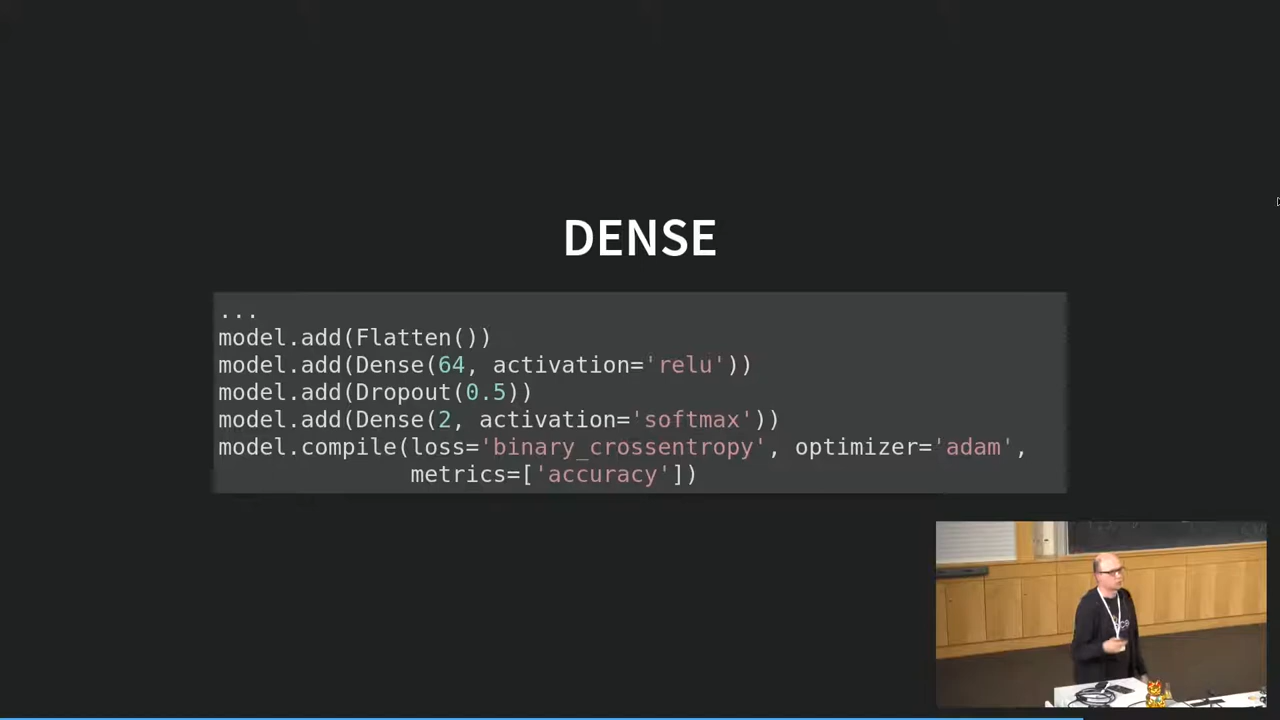 DENSE
...
model.add(Flatten())
model.add(Dense(64, activation='relu'))
model.add(Dropout(0.5))
model.add(Dense(2, activation='softmax'))
model.compile(loss='binary_crossentropy', optimizer='adam',
metrics=['accuracy'])